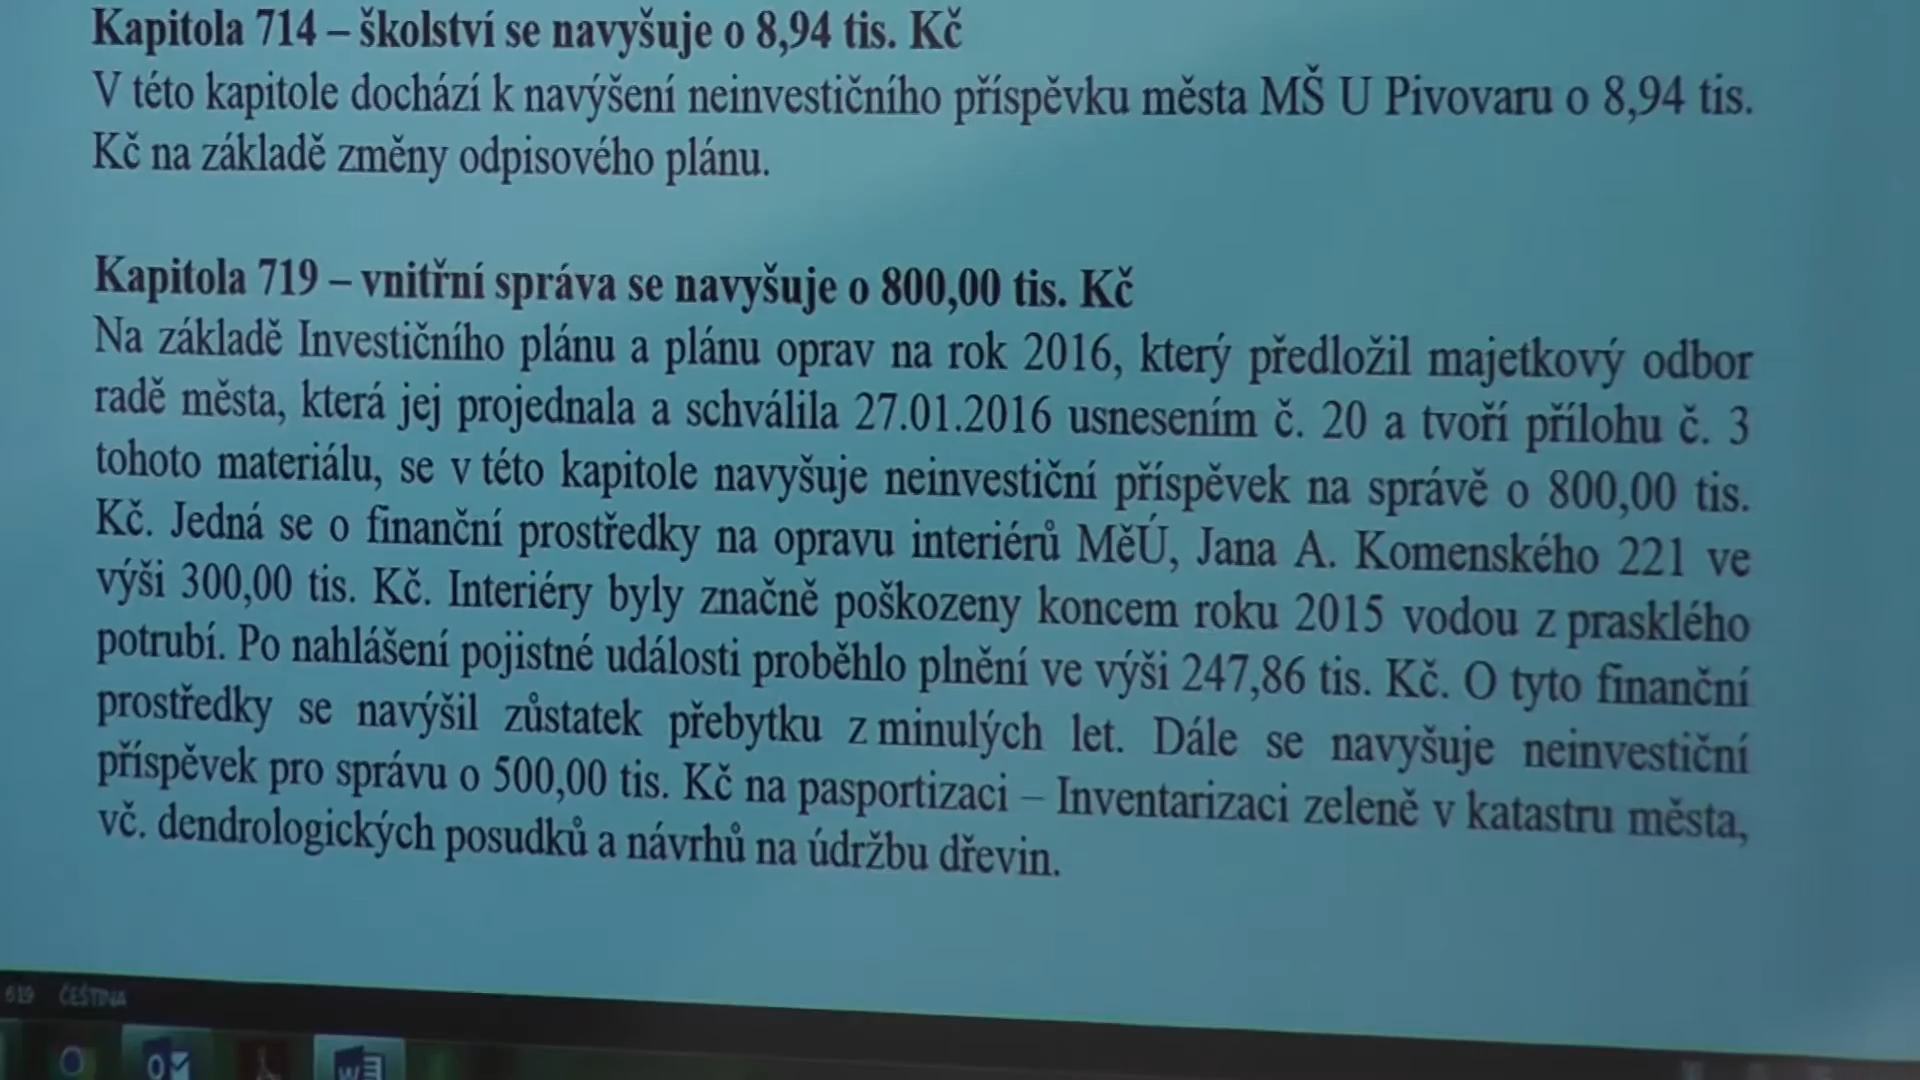 Kapitola 714 – školství se navyšuje o 8,94 tis. Kč
V této kapitole dochází k navýšení neinvestičního příspěvku města MŠ U Pivovaru o 8,94 tis.
Kč na základě změny odpisového plánu.
Kapitola 719 – vnitřní správa se navyšuje o 800,00 tis. Kč
Na základě Investičního plánu a plánu oprav na rok 2016, který předložil majetkový odbor
radě města, která jej projednala a schválila 27.01.2016 usnesením č. 20 a tvoří přílohu č. 3
tohoto materiálu, se v této kapitole navyšuje neinvestiční příspěvek na správě o 800,00 tis.
Kč. Jedná se o finanční prostředky na opravu interiérů MěÚ, Jana A. Komenského 221 ve
výši 300,00 tis. Kč. Interiéry byly značně poškozeny koncem roku 2015 vodou z prasklého
potrubí. Po nahlášení pojistné události proběhlo plnění ve výši 247,86 tis. Kč. O tyto finanční
prostředky se navýšil zůstatek přebytku z minulých let. Dále se navyšuje neinvestiční
příspěvek pro správu o 500,00 tis. Kč na pasportizaci – Inventarizaci zeleně v katastru města,
vč. dendrologických posudků a návrhů na údržbu dřevin.
619 ČEŠTINA